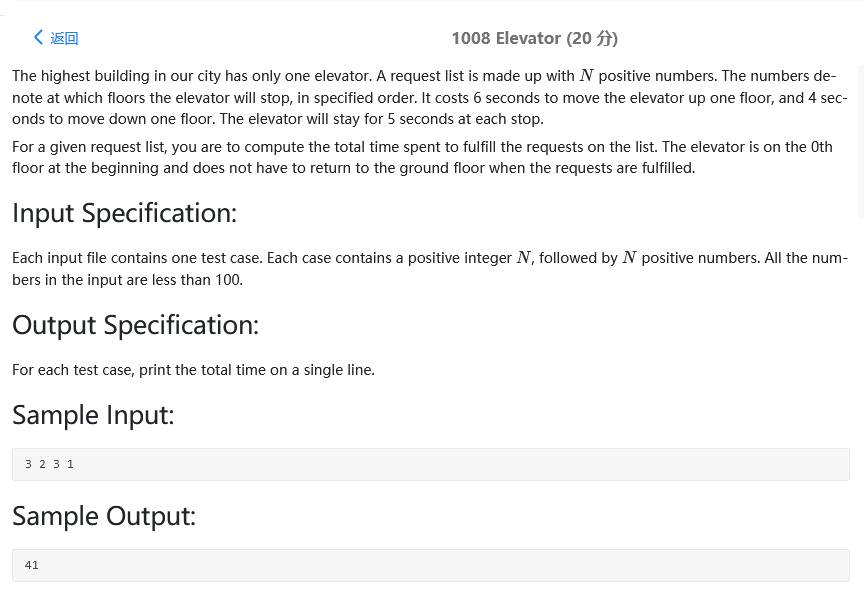 返回
1008 Elevator (20 分)
The highest building in our city has only one elevator. A request list is made up with N positive numbers. The numbers de-
note at which floors the elevator will stop, in specified order. It costs 6 seconds to move the elevator up one floor, and 4 sec-
onds to move down one floor. The elevator will stay for 5 seconds at each stop.
For a given request list, you are to compute the total time spent to fulfill the requests on the list. The elevator is on the 0th
floor at the beginning and does not have to return to the ground floor when the requests are fulfilled.
Input Specification:
Each input file contains one test case. Each case contains a positive integer N, followed by N positive numbers. All the num-
bers in the input are less than 100.
Output Specification:
For each test case, print the total time on a single line.
Sample Input:
3 2 3 1
Sample Output:
41